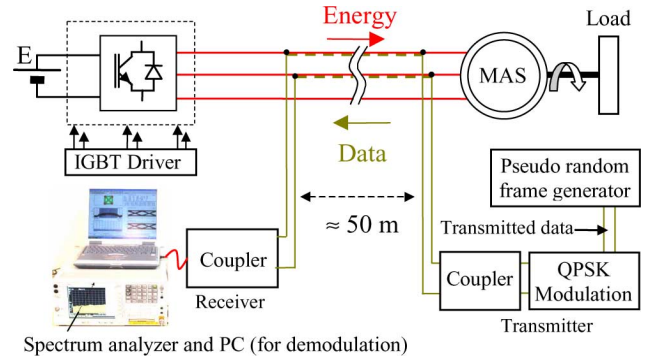 Energy
Load
E
MAS
IGBT Driver
Data
Pseudo random
frame generator
≈ 50 m
Transmitted data
Coupler
Receiver
Coupler
QPSK
Modulation
Transmitter
Spectrum analyzer and PC (for demodulation)